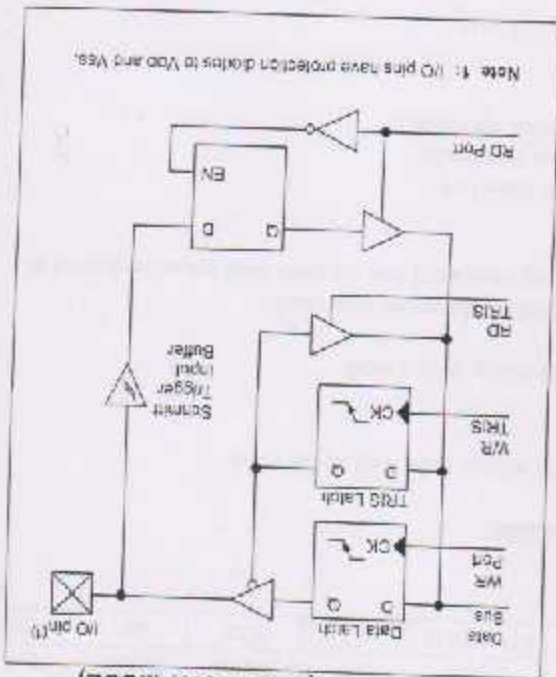 Data
Bus
WR
Port
Data Latch
D Q
CK
I/O pin(1)
WR
TRIS
TRIS Latch
D Q
CK
RD
TRIS
Schmitt
Trigger
Input
Buffer
Q D
EN
RD Port
Note 1: I/O pins have protection diodes to VDD and VSS.